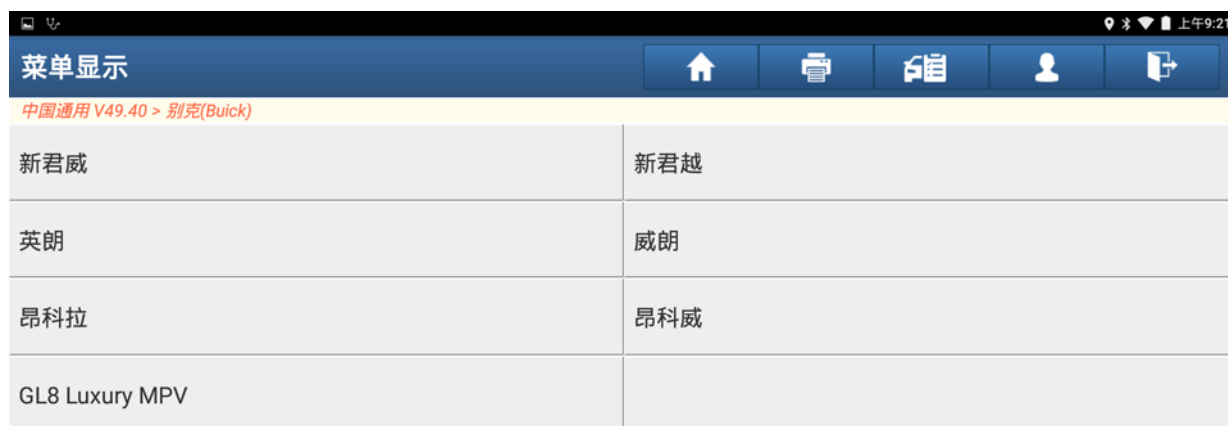 上午9:21
菜单显示
中国通用 V49.40 > 别克(Buick)
新君威
新君越
英朗
威朗
昂科拉
昂科威
GL8 Luxury MPV